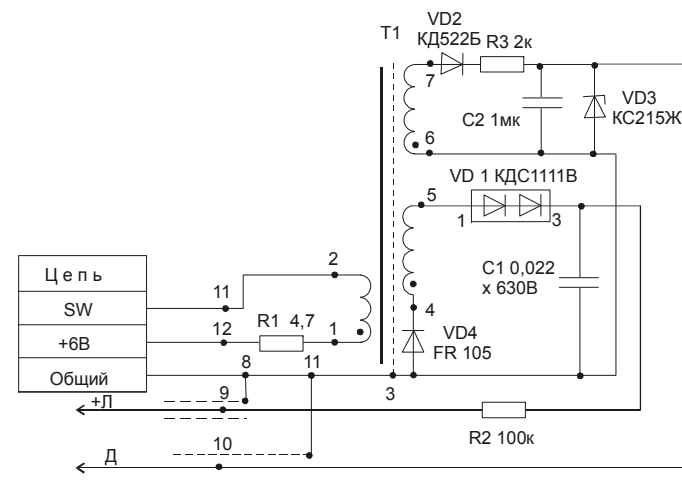 VD2
T1
КД522Б R3 2к
7
C2 1мк
VD3
КС215Ж
6
VD 1 КДС1111В
5
1
3
2
Цепь
C1 0,022
x 630В
11
SW
4
12
R1 4,7
1
VD4
FR 105
+6В
Общий
8
11
3
9
+Л
R2 100к
10
Д